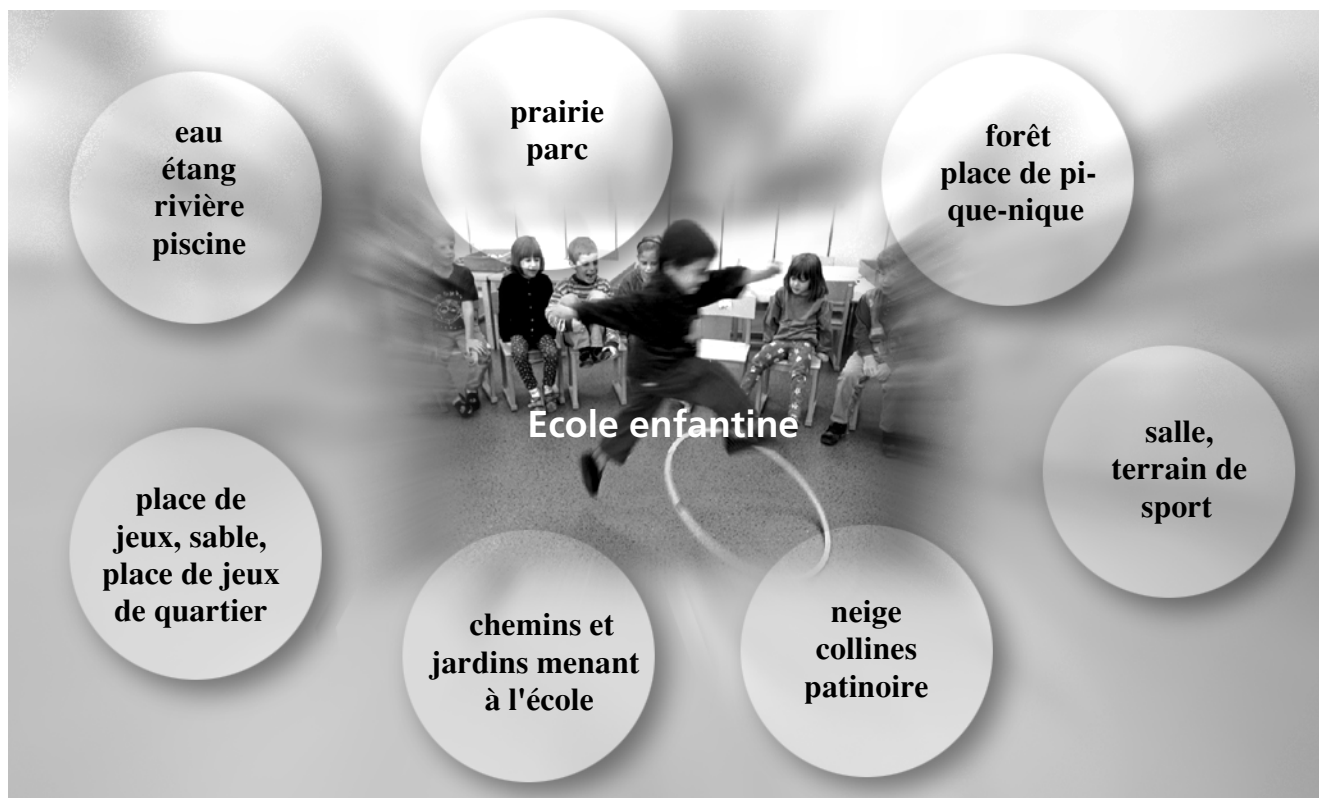 prairie
parc
eau
étang
rivière
piscine
forêt
place de pi-
que-nique
Ecole enfantine
salle,
terrain de
sport
place de
jeux, sable,
place de jeux
de quartier
chemins et
jardins menant
à l'école
neige
collines
patinoire